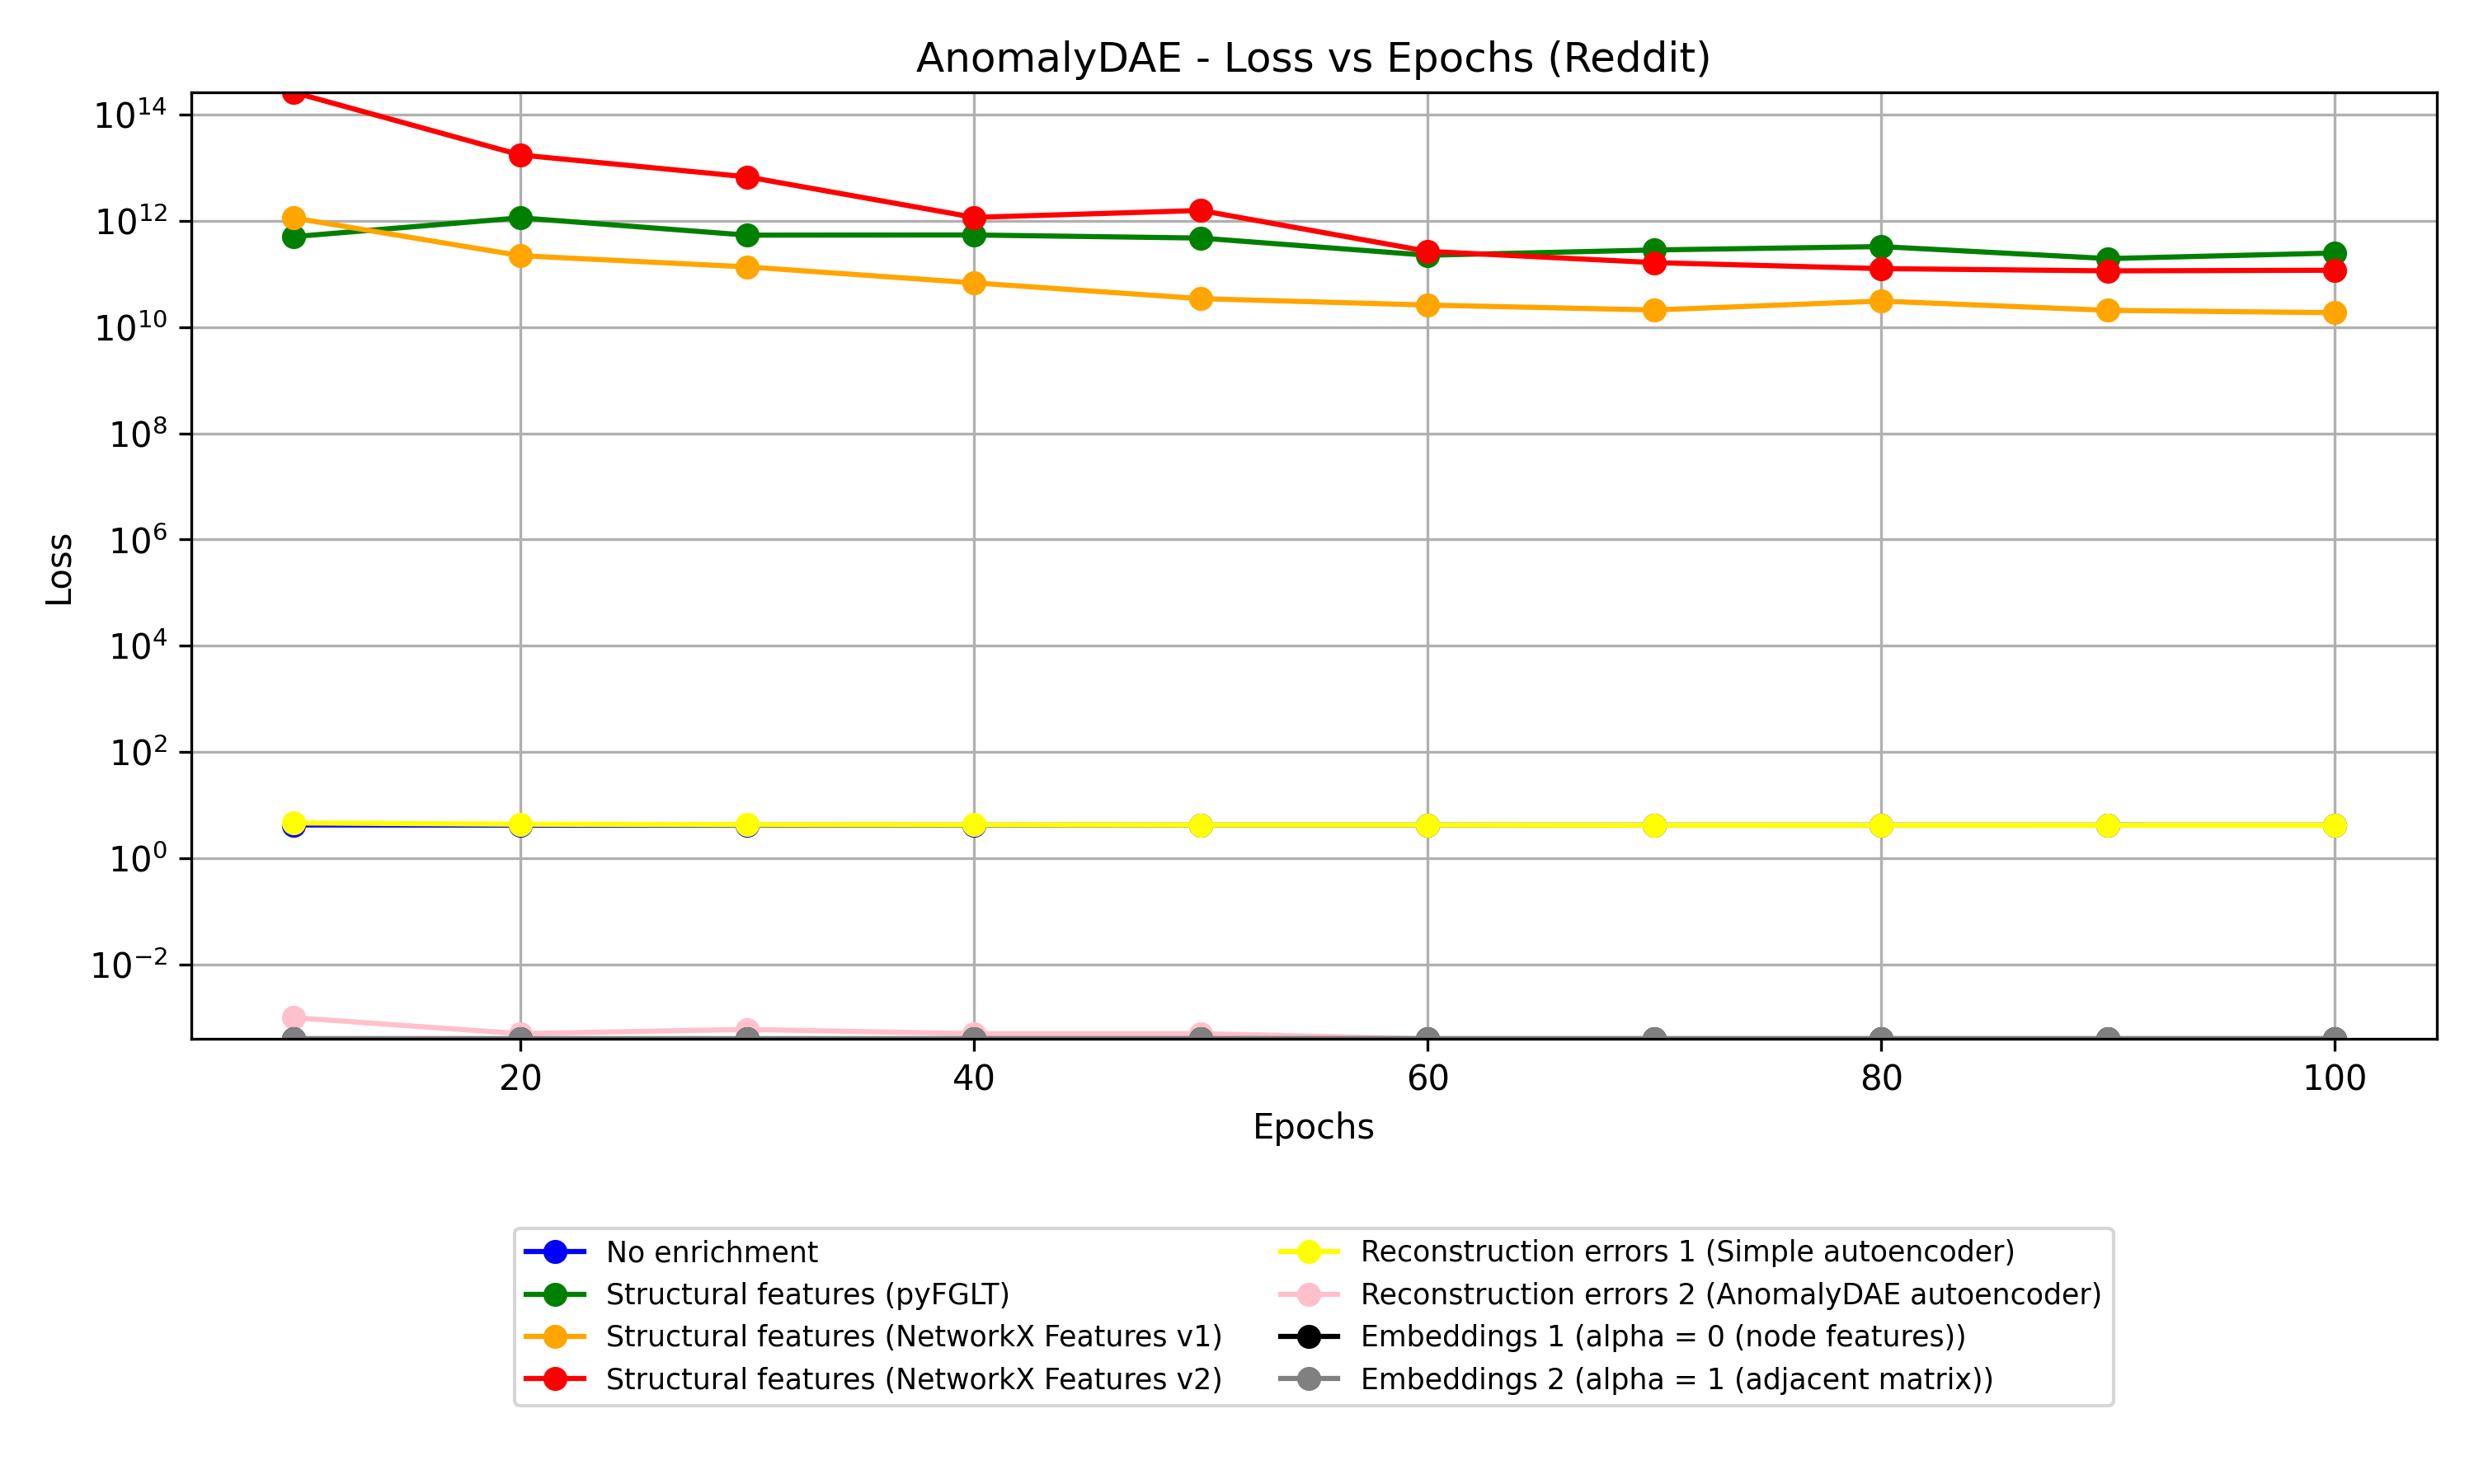 AnomalyDAE - Loss vs Epochs (Reddit)
10^14
10^12
10^10
10^8
10^6
10^4
10^2
10^0
10^−2
Loss
20 40 60 80 100
Epochs
No enrichment
Structural features (pyFGLT)
Structural features (NetworkX Features v1)
Structural features (NetworkX Features v2)
Reconstruction errors 1 (Simple autoencoder)
Reconstruction errors 2 (AnomalyDAE autoencoder)
Embeddings 1 (alpha = 0 (node features))
Embeddings 2 (alpha = 1 (adjacent matrix))